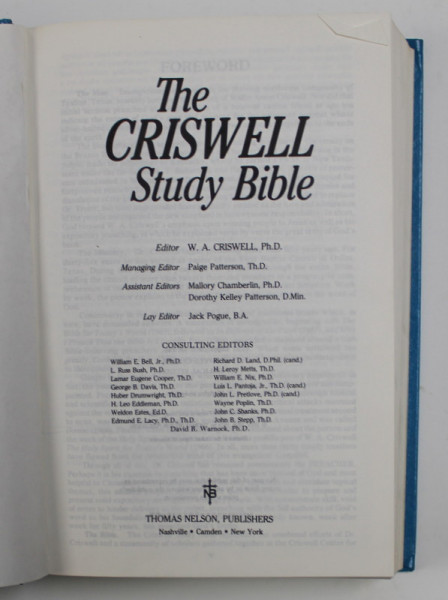 The
CRISWELL
Study Bible
Editor W. A. CRISWELL, Ph.D.
Managing Editor Paige Patterson, Th.D.
Assistant Editors Mallory Chamberlin, Ph.D.
Dorothy Kelley Patterson, D.Min.
Lay Editor Jack Pogue, B.A.
CONSULTING EDITORS
William E. Bell, Jr., Ph.D. Richard D. Land, D.Phil. (cand.)
L. Russ Bush, Ph.D. H. Leroy Metts, Th.D.
Lamar Eugene Cooper, Th.D. William E. Nix, Ph.D.
George B. Davis, Th.D. Luis L. Pantoja, Jr., Th.D. (cand.)
Huber Drumwright, Th.D. John L. Pretlove, Ph.D. (cand.)
H. Leo Eddleman, Ph.D. Wayne Poplin, Th.D.
Weldon Estes, Ed.D. John C. Shanks, Ph.D.
Edmund E. Lacy, Ph.D., Th.D. John B. Stepp, Th.D.
David R. Warnock, Ph.D.
NB
THOMAS NELSON, PUBLISHERS
Nashville • Camden • New York